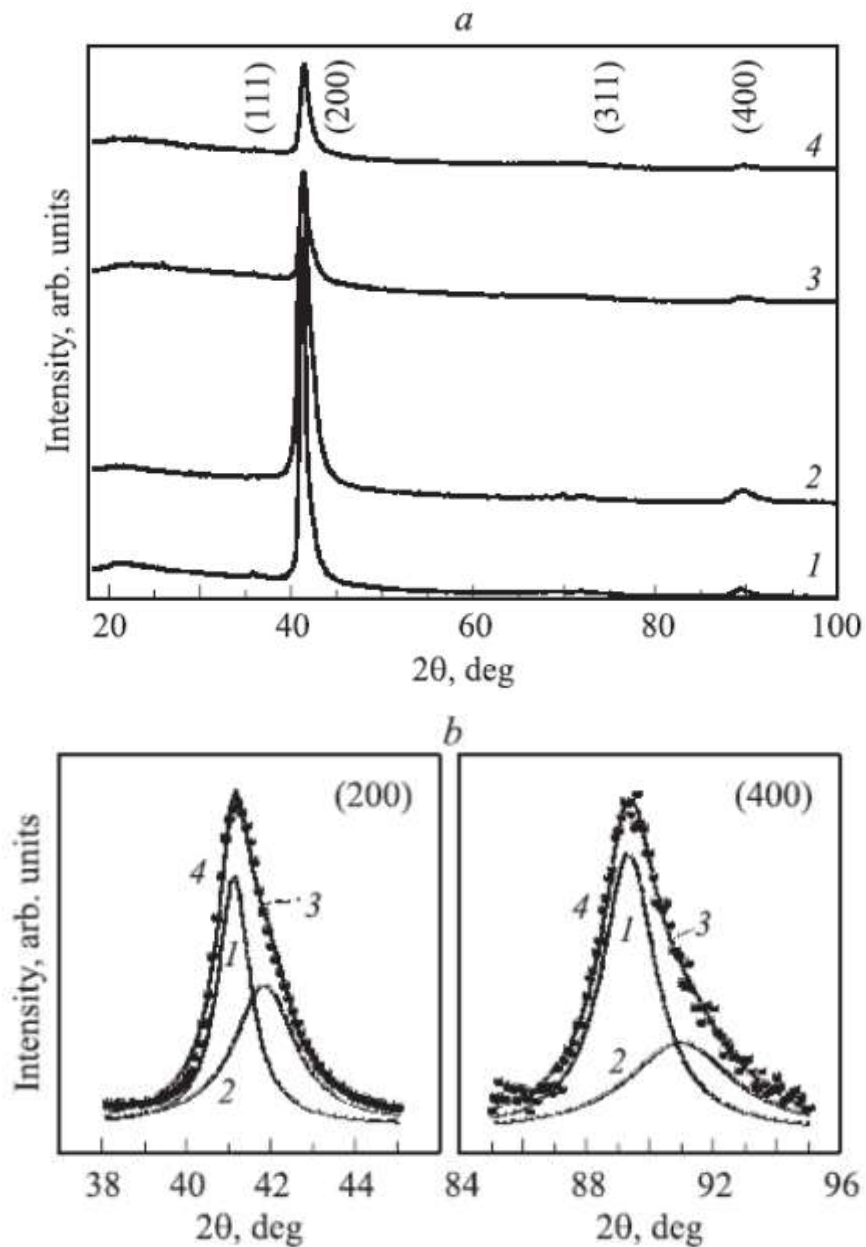 a
(111) (200) (311) (400)
4
3
2
1
Intensity, arb. units
20 40 60 80 100
2θ, deg
b
(200) (400)
4 3 1 2
4 3 1 2
Intensity, arb. units
38 40 42 44 84 88 92 96
2θ, deg 2θ, deg